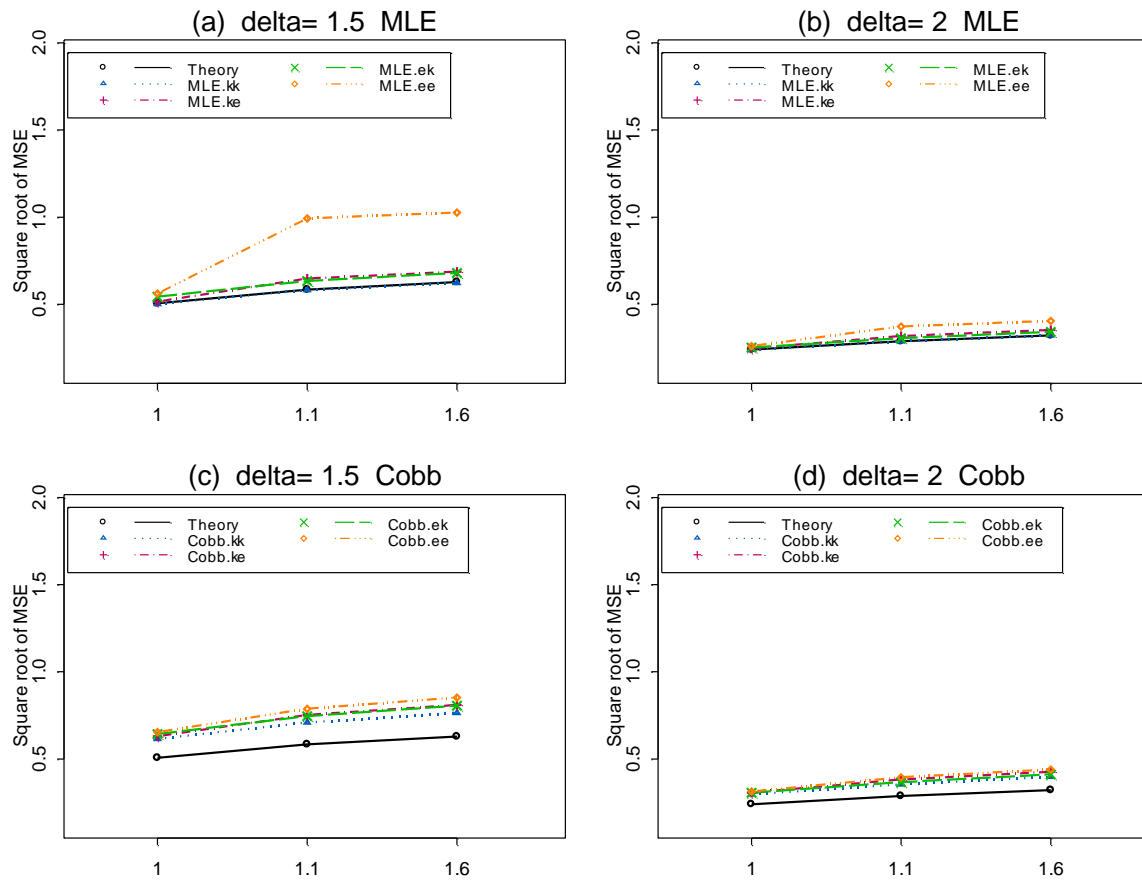 (a) delta= 1.5 MLE
Square root of MSE
2.0
1.5
1.0
0.5
Theory
MLE.kk
MLE.ke
MLE.ek
MLE.ee
1 1.1 1.6
(b) delta= 2 MLE
Square root of MSE
2.0
1.5
1.0
0.5
Theory
MLE.kk
MLE.ke
MLE.ek
MLE.ee
1 1.1 1.6
(c) delta= 1.5 Cobb
Square root of MSE
2.0
1.5
1.0
0.5
Theory
Cobb.kk
Cobb.ke
Cobb.ek
Cobb.ee
1 1.1 1.6
(d) delta= 2 Cobb
Square root of MSE
2.0
1.5
1.0
0.5
Theory
Cobb.kk
Cobb.ke
Cobb.ek
Cobb.ee
1 1.1 1.6